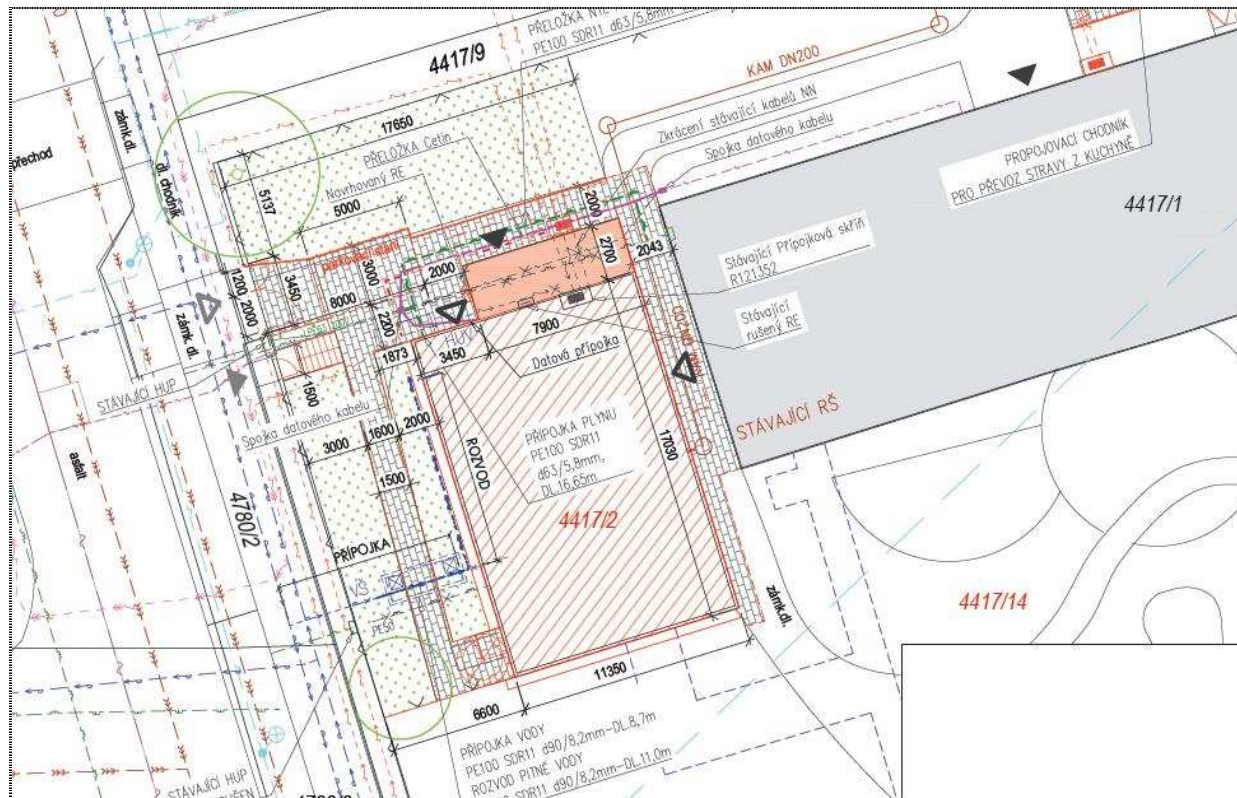 PŘELOŽKA
PE100 SDR11 d63/5,8mm
4417/9
KAM DN200
17650
Zkrácení stávající kabelů NN
Spojka datového kabelu
PŘELOŽKA Cetin
Navrhovaný RE
PROPOJOVACÍ CHODNÍK
PRO PŘEVOZ STRAVY Z KUCHYNĚ
4417/1
zámk.dl.
přechod
dl. chodník
5137
5000
2000
parkovací stání
3000
2700
2043
Stávající Přípojková skříň
R121352
1200
2000
3450
8000
2000
2200
Stávající
rušený RE
zámk. dl.
HUV
7900
1873
3450
Datová přípojka
STÁVAJÍCÍ HUP
1500
Spojka datového kabelu
3000
1600
2000
1500
ROZVOD
PŘÍPOJKA PLYNU
PE100 SDR11
d63/5,8mm,
DL.16,65m
17030
STÁVAJÍCÍ RŠ
asfalt
4780/2
4417/2
PŘÍPOJKA
VŠ
PE50
zámk.dl.
4417/14
11350
6600
PŘÍPOJKA VODY
PE100 SDR11 d90/8,2mm-DL.8,7m
ROZVOD PITNÉ VODY
SDR11 d90/8,2mm-DL.11,0m
STÁVAJÍCÍ HUP